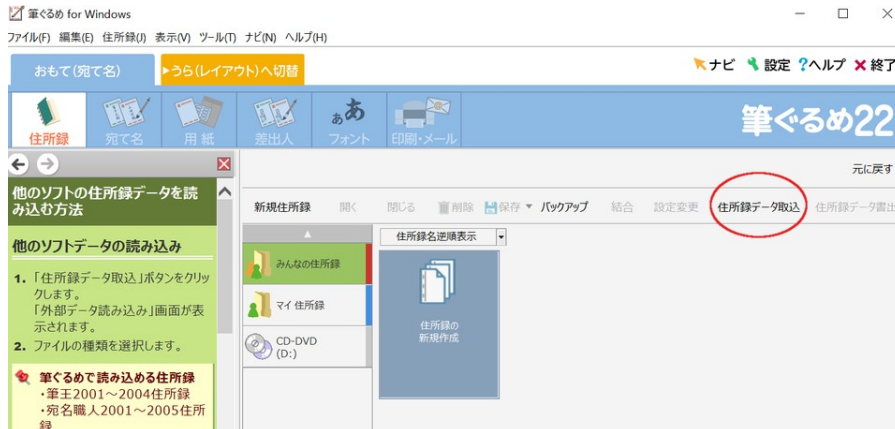 筆ぐるめ for Windows
ファイル(F) 編集(E) 住所録(J) 表示(V) ツール(T) ナビ(N) ヘルプ(H)
おもて(宛て名) ▶うら(レイアウト)へ切替 ナビ 設定 ?ヘルプ ×終了
住所録 宛て名 用紙 差出人 フォント 印刷・メール
ああ
筆ぐるめ22
元に戻す
他のソフトの住所録データを読
み込む方法
他のソフトデータの読み込み
1. 「住所録データ取込」ボタンをクリッ
クします。
「外部データ読み込み」画面が表
示されます。
2. ファイルの種類を選択します。
筆ぐるめで読み込める住所録
・筆王2001～2004住所録
・宛名職人2001～2005住所
録
新規住所録 開く 閉じる 削除 保存 ▼ バックアップ 結合 設定変更 住所録データ取込 住所録データ書出
住所録名逆順表示
みんなの住所録
マイ 住所録
CD-DVD
(D:)
住所録の
新規作成